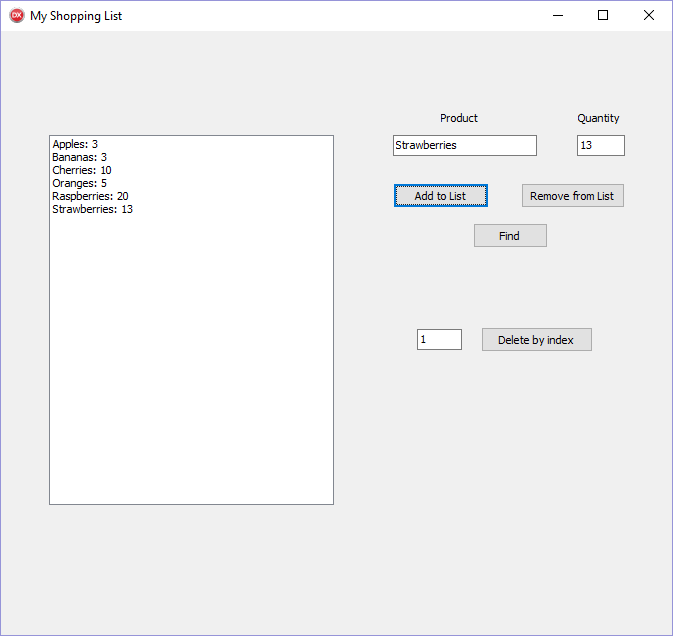 DX My Shopping List
Product Quantity
Apples: 3
Bananas: 3
Cherries: 10
Oranges: 5
Raspberries: 20
Strawberries: 13
Strawberries 13
Add to List Remove from List
Find
1 Delete by index